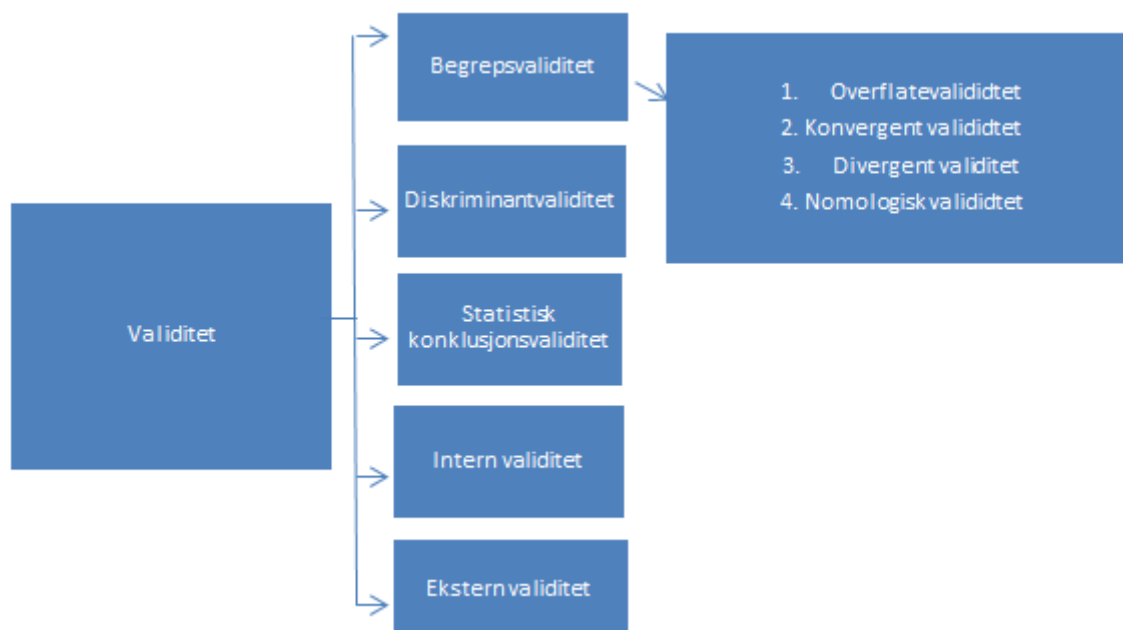 Begrepsvaliditet
1. Overflatevalididtet
2. Konvergent valididtet
3. Divergent validitet
4. Nomologisk valididtet
Diskriminantvaliditet
Validitet
Statistisk
konklusjonsvaliditet
Intern validitet
Ekstern validitet